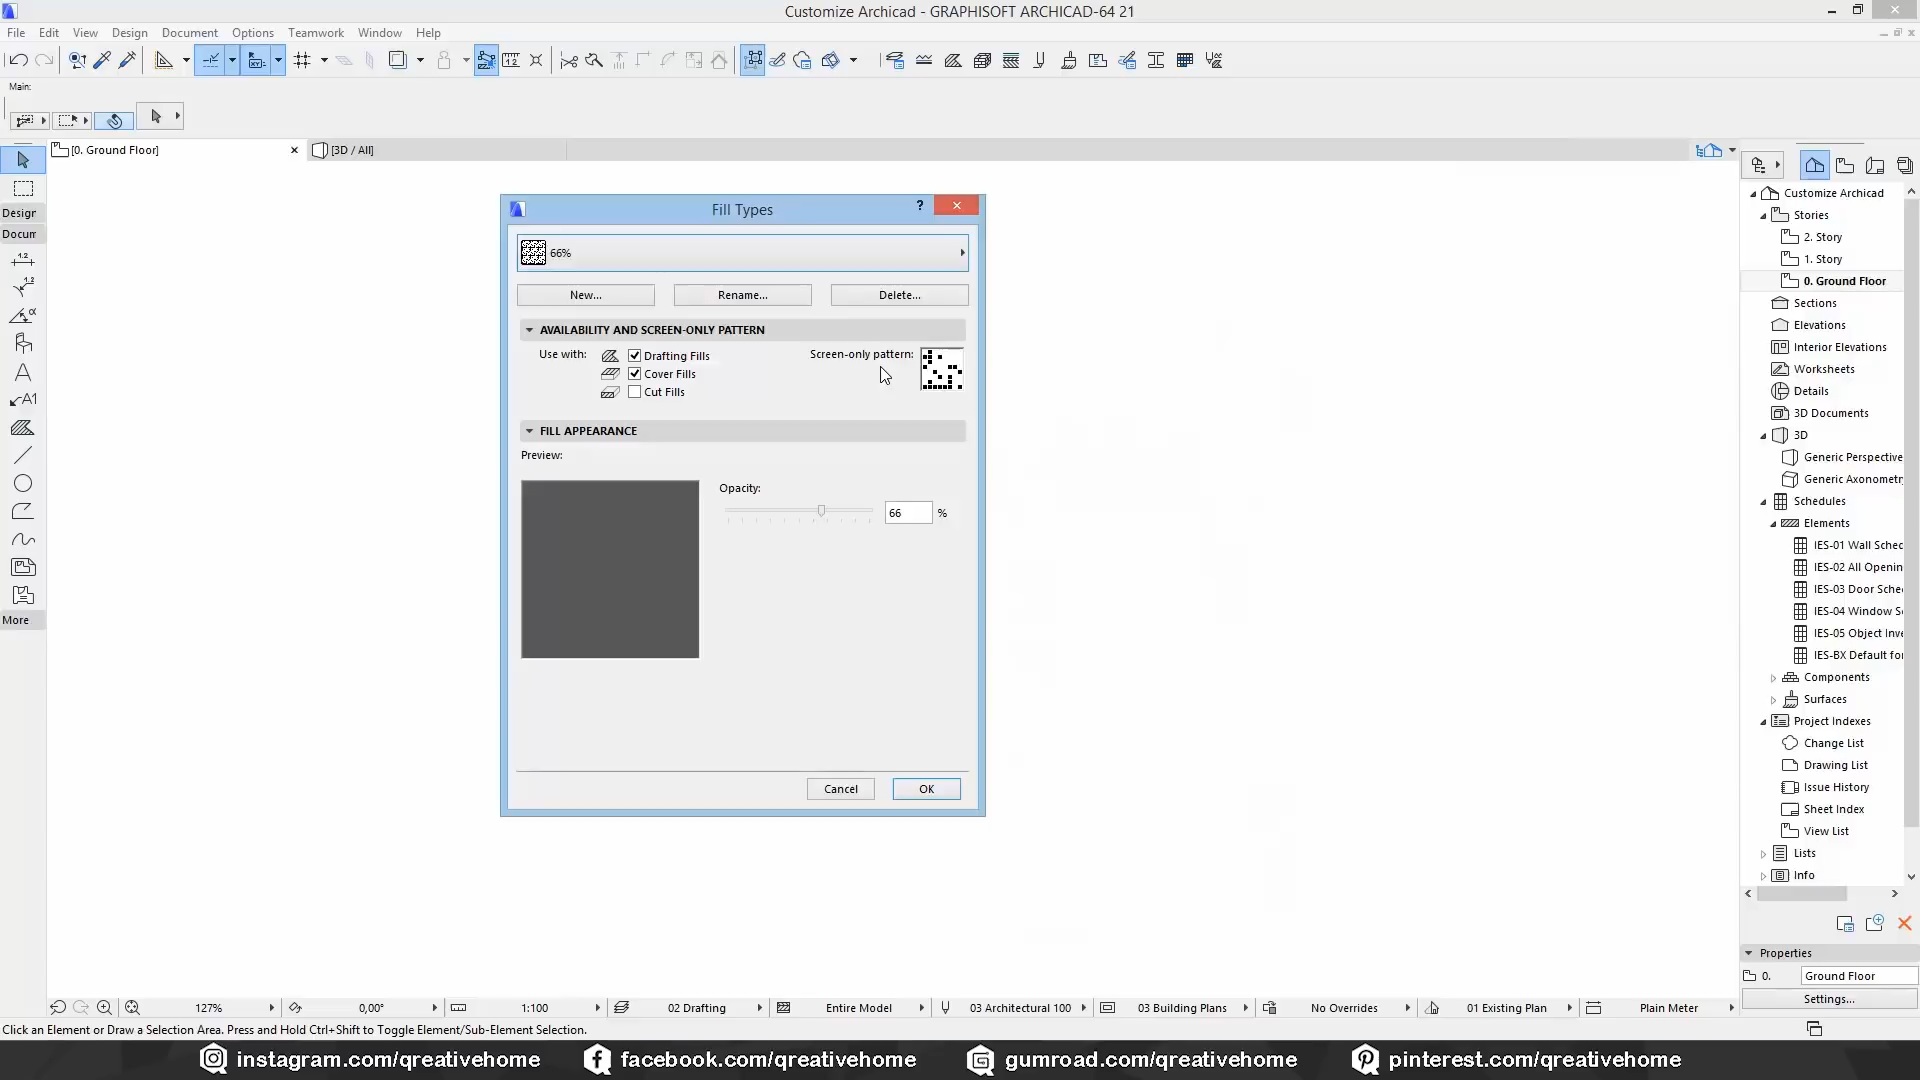 Customize Archicad - GRAPHISOFT ARCHICAD-64 21
File Edit View Design Document Options Teamwork Window Help
Main:
[0. Ground Floor]
[3D / All]
Design
Docum
More
Fill Types
66%
New...
Rename...
Delete...
AVAILABILITY AND SCREEN-ONLY PATTERN
Use with:
Drafting Fills
Cover Fills
Cut Fills
Screen-only pattern:
FILL APPEARANCE
Preview:
Opacity:
66 %
Cancel
OK
Customize Archicad
Stories
2. Story
1. Story
0. Ground Floor
Sections
Elevations
Interior Elevations
Worksheets
Details
3D Documents
3D
Generic Perspective
Generic Axonometr
Schedules
Elements
IES-01 Wall Sched
IES-02 All Openin
IES-03 Door Sche
IES-04 Window S
IES-05 Object Inve
IES-BX Default fo
Components
Surfaces
Project Indexes
Change List
Drawing List
Issue History
Sheet Index
View List
Lists
Info
Properties
0. Ground Floor
Settings...
127% 0,00° 1:100 02 Drafting Entire Model 03 Architectural 100 03 Building Plans No Overrides 01 Existing Plan Plain Meter
Click an Element or Draw a Selection Area. Press and Hold Ctrl+Shift to Toggle Element/Sub-Element Selection.
instagram.com/qreativehome facebook.com/qreativehome gumroad.com/qreativehome pinterest.com/qreativehome